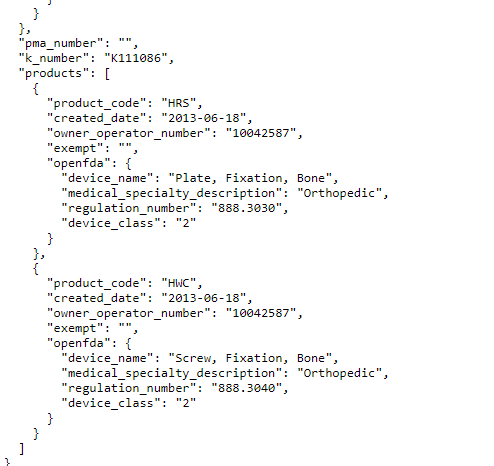 }
}
},
"pma_number": "",
"k_number": "K111086",
"products": [
{
"product_code": "HRS",
"created_date": "2013-06-18",
"owner_operator_number": "10042587",
"exempt": "",
"openfda": {
"device_name": "Plate, Fixation, Bone",
"medical_specialty_description": "Orthopedic",
"regulation_number": "888.3030",
"device_class": "2"
}
},
{
"product_code": "HWC",
"created_date": "2013-06-18",
"owner_operator_number": "10042587",
"exempt": "",
"openfda": {
"device_name": "Screw, Fixation, Bone",
"medical_specialty_description": "Orthopedic",
"regulation_number": "888.3040",
"device_class": "2"
}
}
]
}